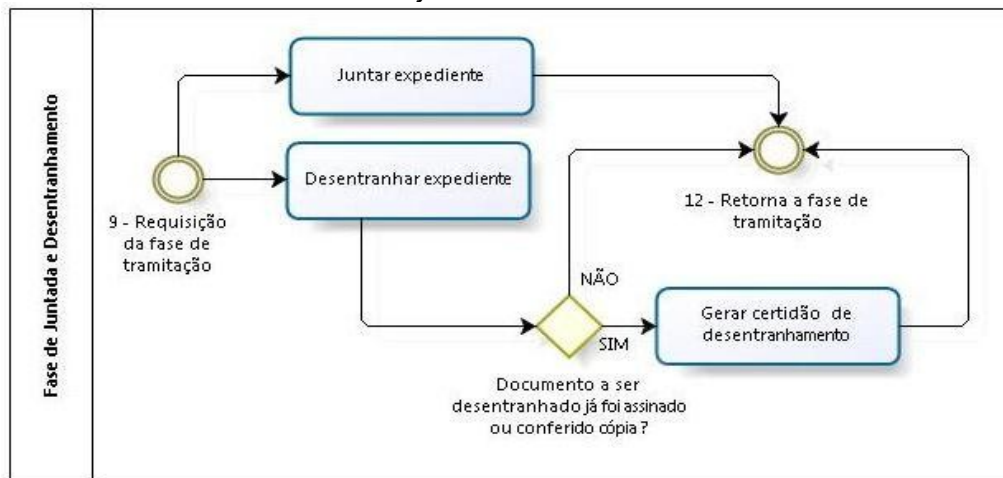 Fase de Juntada e Desentranhamento
Juntar expediente
Desentranhar expediente
9 - Requisição
da fase de
tramitação
12 - Retorna a fase de
tramitação
NÃO
SIM
Gerar certidão de
desentranhamento
Documento a ser
desentranhado já foi assinado
ou conferido cópia ?